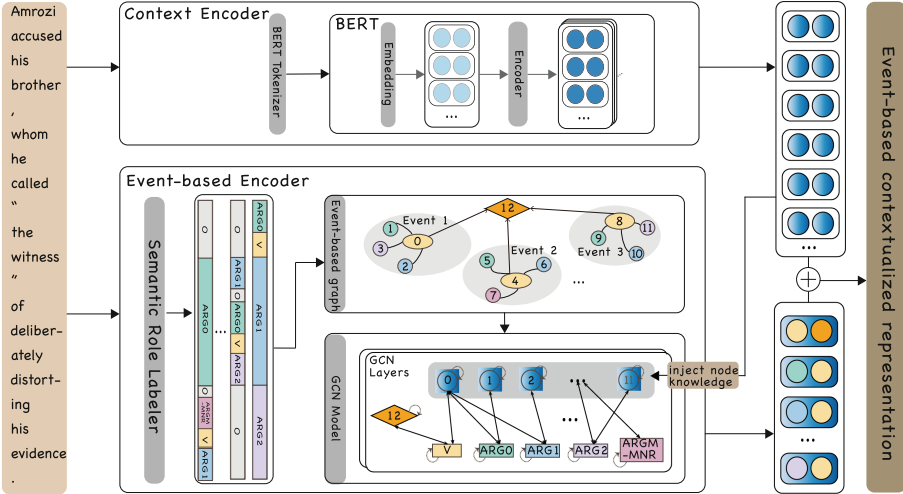 Amrozi
accused
his
brother
,
whom
he
called
“
the
witness
”
of
deliber-
ately
distort-
ing
his
evidence
.
Context Encoder
BERT Tokenizer
BERT
Embedding
...
Encoder
...
Event-based Encoder
Semantic Role Labeler
O
ARG0
O
ARGM
-MNR
V
ARG1
...
O
ARG1
O
ARG0
V
ARG2
O
ARG0
V
ARG1
ARG2
Event-based graph
12
Event 1
1
0
3
2
Event 2
5
6
4
7
8
11
9
Event 3
10
...
GCN Model
GCN
Layers
0
1
2
...
11
12
...
V
ARG0
ARG1
ARG2
ARGM
-MNR
inject node
knowledge
...
+
...
Event-based contextualized representation